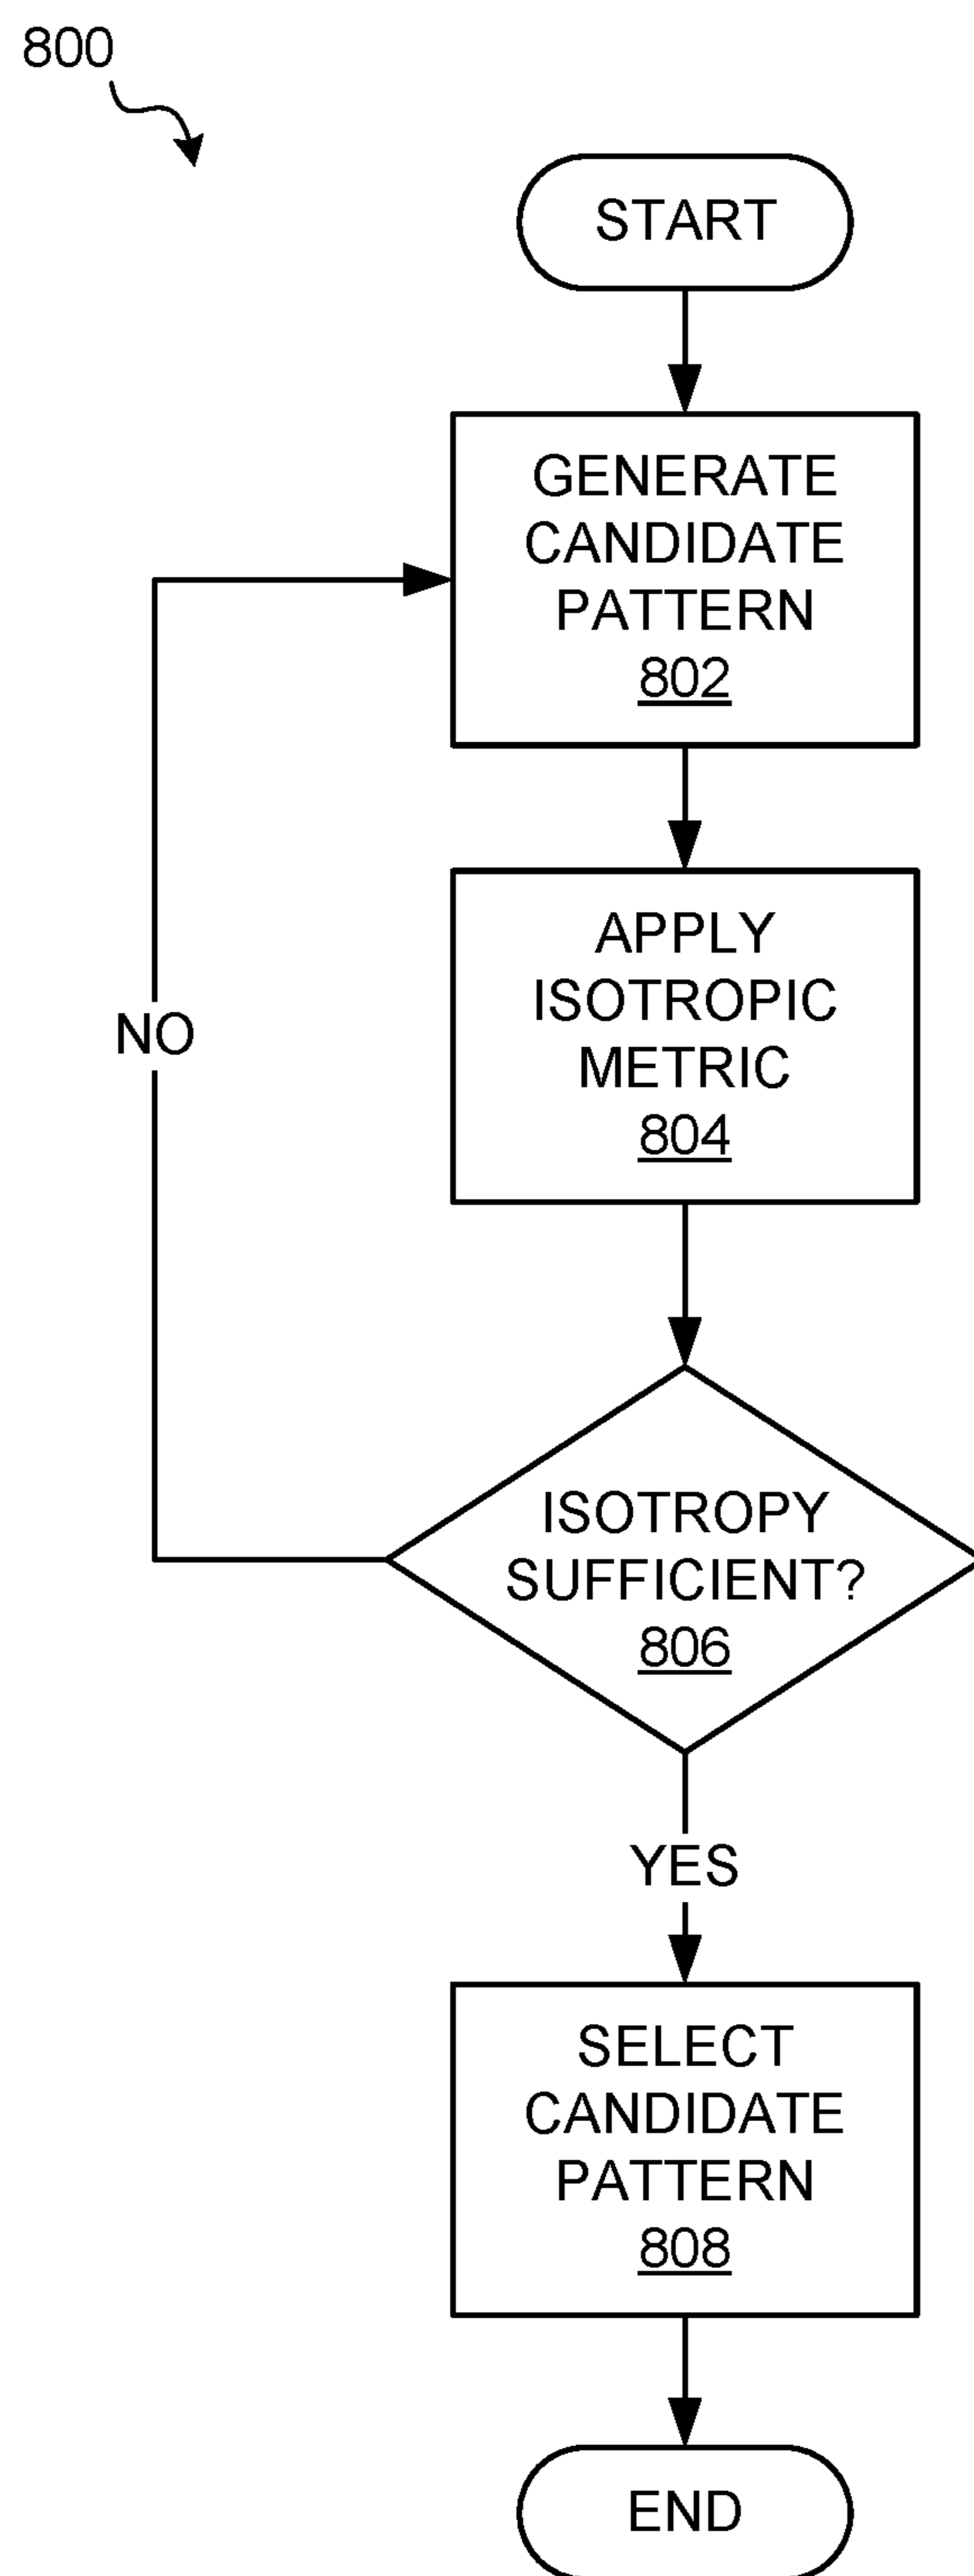 800
START
GENERATE
CANDIDATE
PATTERN
802
APPLY
ISOTROPIC
METRIC
804
NO
ISOTROPY
SUFFICIENT?
806
YES
SELECT
CANDIDATE
PATTERN
808
END